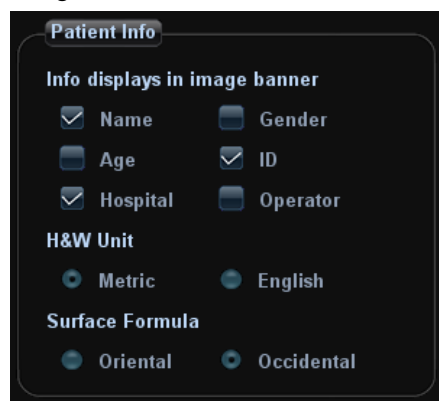 Patient Info
Info displays in image banner
Name Gender
Age ID
Hospital Operator
H&W Unit
Metric English
Surface Formula
Oriental Occidental